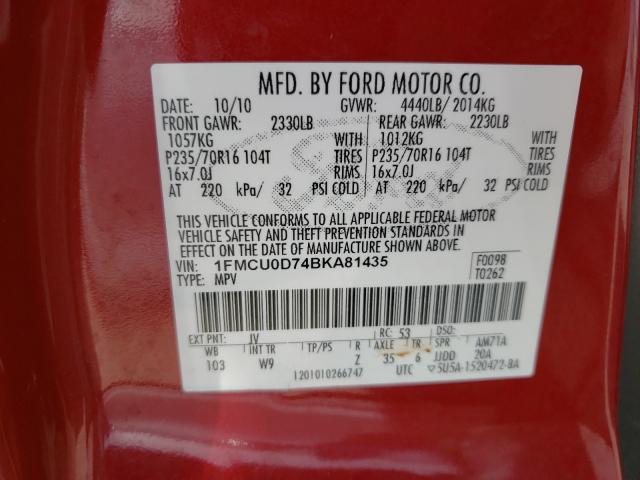 MFD. BY FORD MOTOR CO.
DATE: 10/10 GVWR: 4440LB/ 2014KG
FRONT GAWR: 2330LB REAR GAWR: 2230LB
1057KG WITH 1012KG WITH
P235/70R16 104T TIRES P235/70R16 104T TIRES
16x7.0J RIMS 16x7.0J RIMS
AT 220 kPa/ 32 PSI COLD AT 220 kPa/ 32 PSI COLD
THIS VEHICLE CONFORMS TO ALL APPLICABLE FEDERAL MOTOR
VEHICLE SAFETY AND THEFT PREVENTION STANDARDS IN
EFFECT ON THE DATE OF MANUFACTURE SHOWN ABOVE.
VIN: 1FMCU0D74BKA81435 F0098
TYPE: MPV T0262
EXT PNT: JV RC: 53 DSO:
WB INT TR TP/PS R AXLE TR SPR AM71A
103 W9 Z 35 6 JJDD 20A
1201010266747 UTC ▽5U5A-1520472-BA